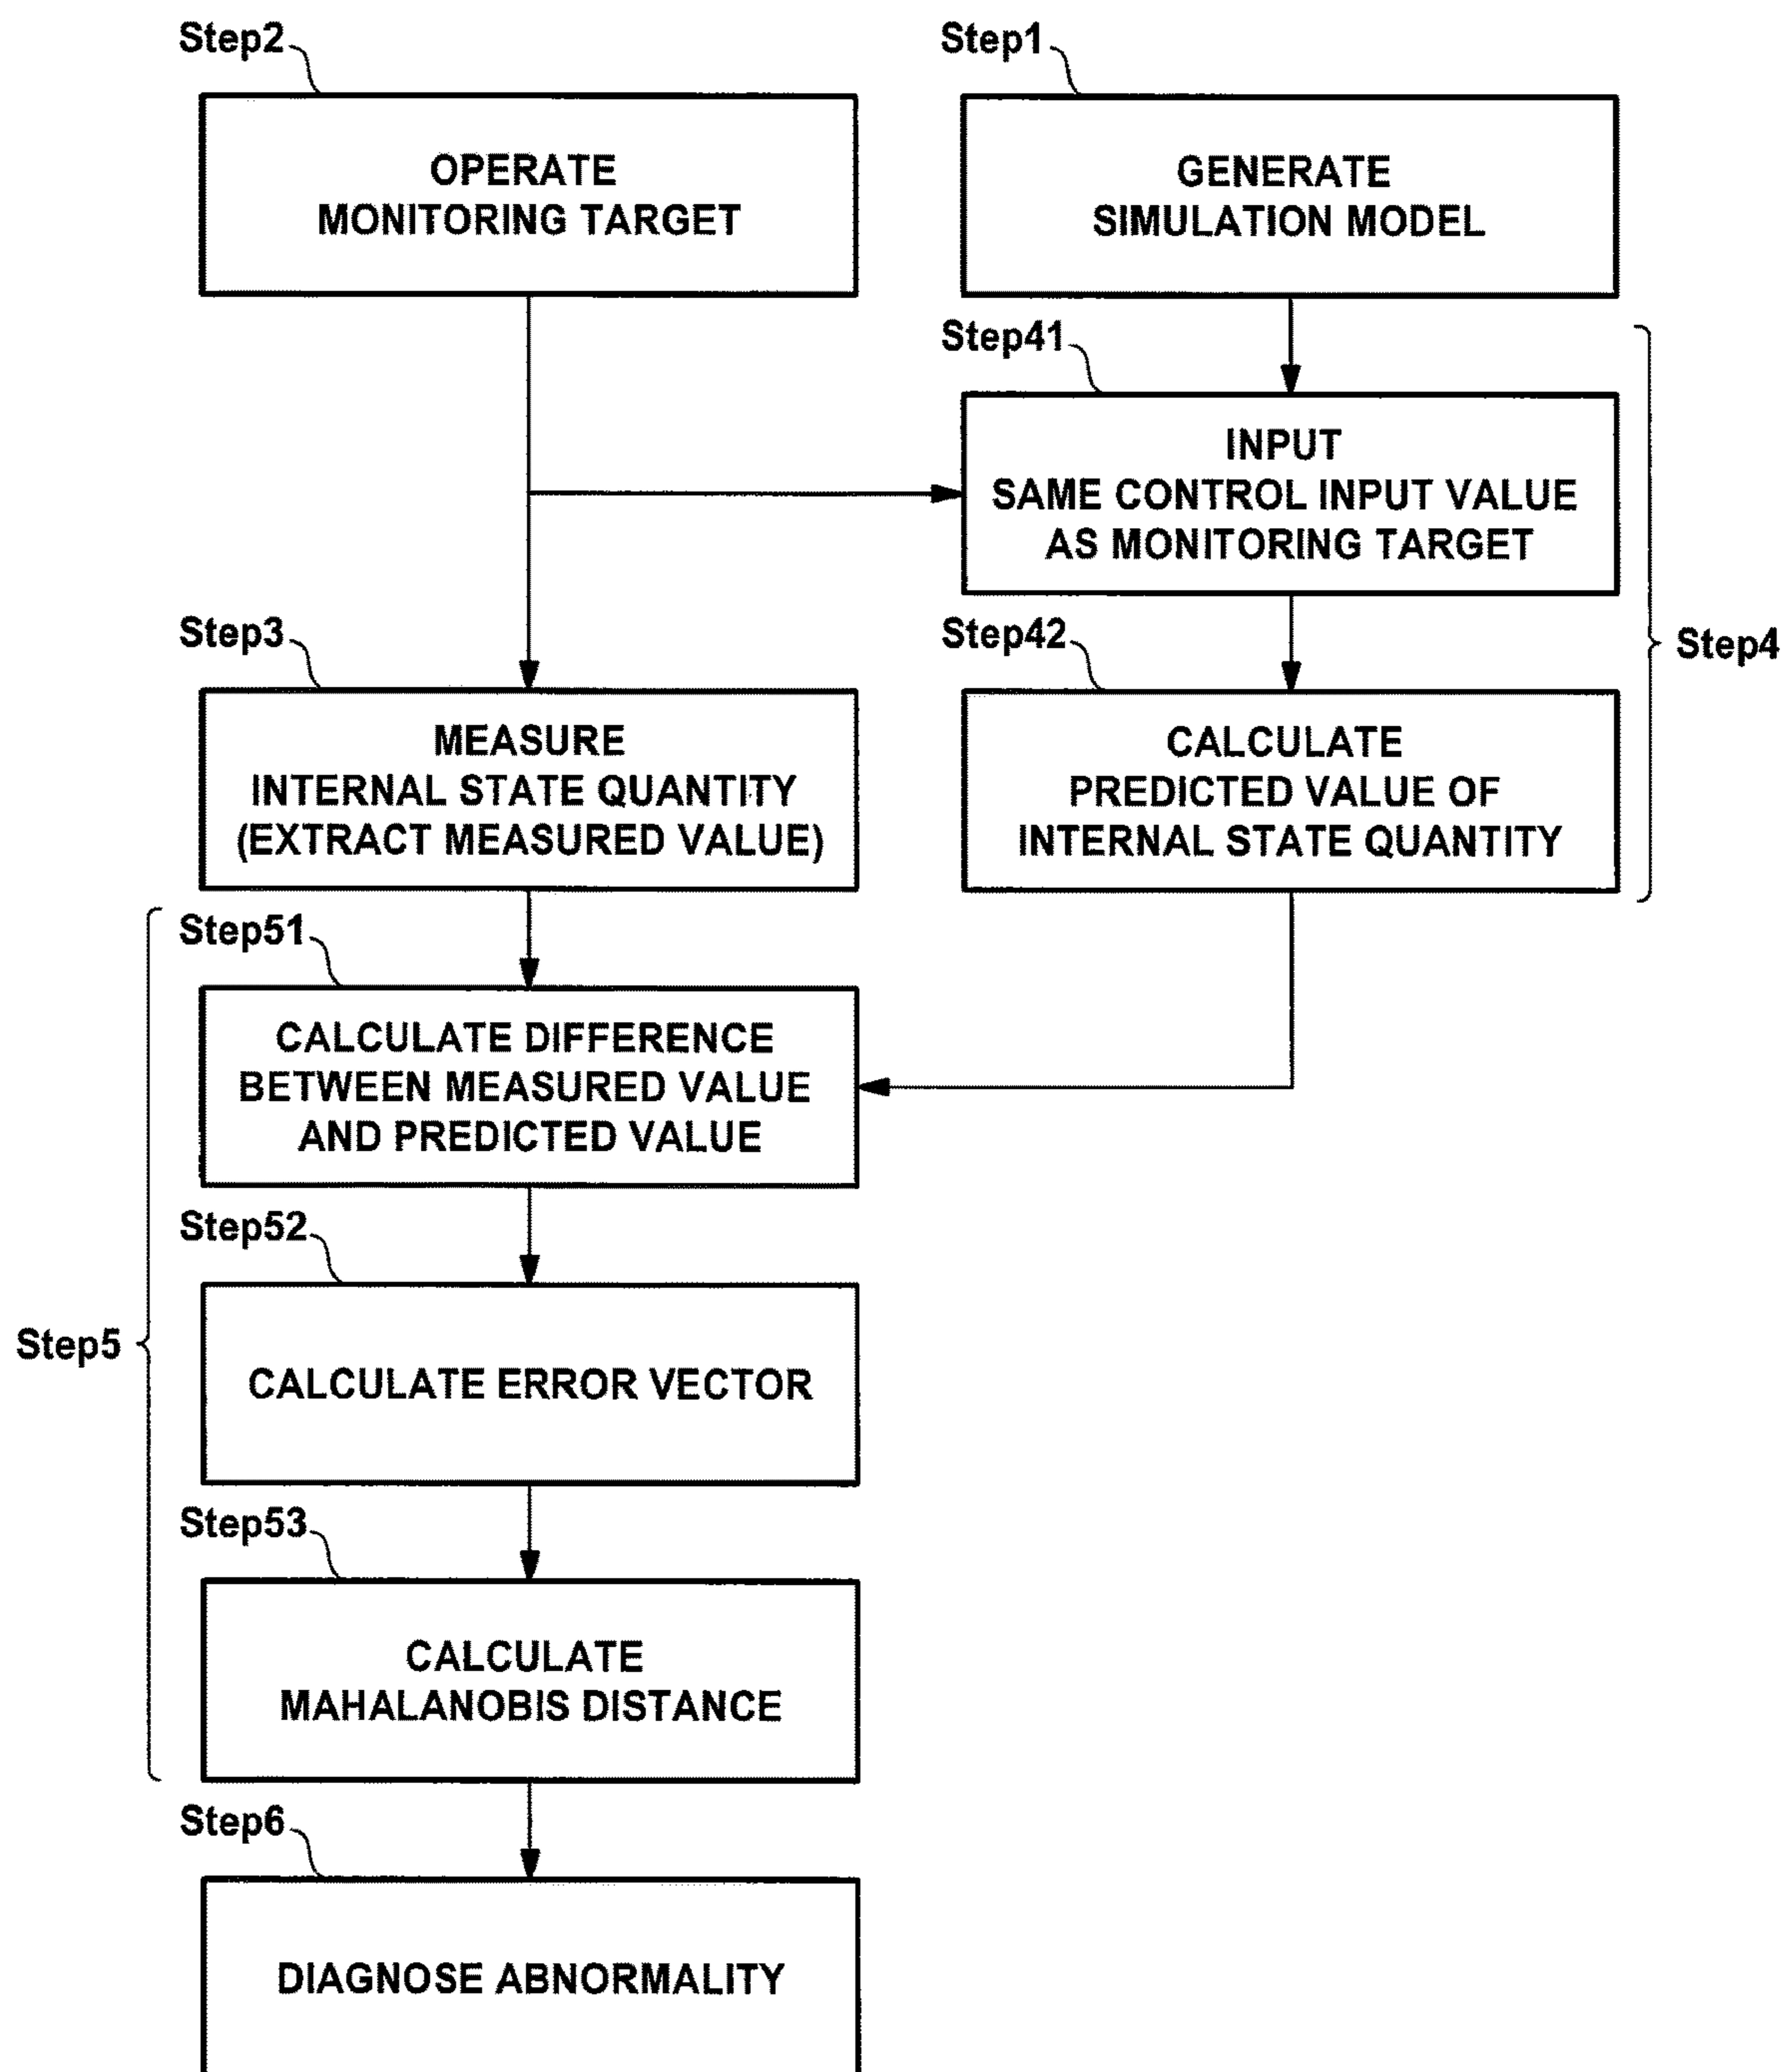 Step2
OPERATE
MONITORING TARGET
Step1
GENERATE
SIMULATION MODEL
Step41
INPUT
SAME CONTROL INPUT VALUE
AS MONITORING TARGET
Step3
MEASURE
INTERNAL STATE QUANTITY
(EXTRACT MEASURED VALUE)
Step42
CALCULATE
PREDICTED VALUE OF
INTERNAL STATE QUANTITY
Step4
Step51
CALCULATE DIFFERENCE
BETWEEN MEASURED VALUE
AND PREDICTED VALUE
Step52
CALCULATE ERROR VECTOR
Step5
Step53
CALCULATE
MAHALANOBIS DISTANCE
Step6
DIAGNOSE ABNORMALITY